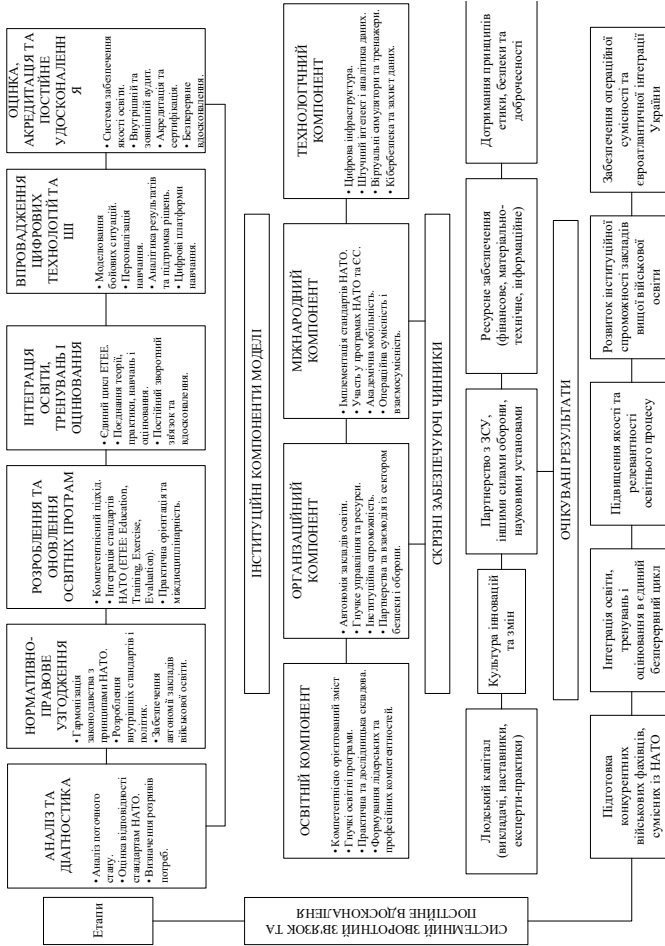 Етапи
АНАЛІЗ ТА
ДІАГНОСТИКА
• Аналіз поточного
стану.
• Оцінка відповідності
стандартам НАТО.
• Визначення розривів
потреб.
НОРМАТИВНО-
ПРАВОВЕ
УЗГОДЖЕННЯ
• Гармонізація
законодавства з
принципами НАТО.
• Розроблення
внутрішніх стандартів і
політик.
• Забезпечення
автономії закладів
військової освіти.
РОЗРОБЛЕННЯ ТА
ОНОВЛЕННЯ
ОСВІТНІХ ПРОГРАМ
• Компетентнісний підхід.
• Інтеграція стандартів
НАТО (ETEE: Education,
Training, Exercise,
Evaluation).
• Практична орієнтація та
міждисциплінарність.
ІНТЕГРАЦІЯ
ОСВІТИ,
ТРЕНУВАНЬ І
ОЦІНЮВАННЯ
• Єдиний цикл ETEE.
• Поєднання теорії,
практики, навчань і
оцінювання.
• Постійний зворотний
зв'язок та
вдосконалення.
ВПРОВАДЖЕННЯ
ЦИФРОВИХ
ТЕХНОЛОГІЙ ТА
ШІ
• Моделювання
бойових ситуацій.
• Персоналізація
навчання.
• Аналітика результатів
та підтримка рішень.
• Цифрові платформи
навчання.
ОЦІНКА,
АКРЕДИТАЦІЯ ТА
ПОСТІЙНЕ
УДОСКОНАЛЕНН
Я
• Система забезпечення
якості освіти.
• Внутрішній та
зовнішній аудит.
• Акредитація та
сертифікація.
• Безперервне
вдосконалення.
ІНСТИТУЦІЙНІ КОМПОНЕНТИ МОДЕЛІ
ОСВІТНІЙ КОМПОНЕНТ
• Компетентнісно орієнтований зміст
• Гнучкі освітні програми.
• Практична та дослідницька складова.
• Формування лідерських та
професійних компетентностей.
ОРГАНІЗАЦІЙНИЙ
КОМПОНЕНТ
• Автономія закладів освіти.
• Гнучке управління та ресурси.
• Інституційна спроможність.
• Партнерства та взаємодія із сектором
безпеки і оборони.
МІЖНАРОДНИЙ
КОМПОНЕНТ
• Імплементація стандартів НАТО.
• Участь у програмах НАТО та ЄС.
• Академічна мобільність.
• Операційна сумісність і
взаємосумісність.
ТЕХНОЛОГІЧНИЙ
КОМПОНЕНТ
• Цифрова інфраструктура.
• Штучний інтелект і аналітика даних.
• Віртуальні симулятори та тренажери.
• Кібербезпека та захист даних.
СКРІЗНІ ЗАБЕЗПЕЧУЮЧІ ЧИННИКИ
Людський капітал
(викладачі, наставники,
експерти-практики)
Культура інновацій
та змін
Партнерство з ЗСУ,
іншими силами оборони,
науковими установами
Ресурсне забезпечення
(фінансове, матеріально-
технічне, інформаційне)
Дотримання принципів
етики, безпеки та
доброчесності
ОЧІКУВАНІ РЕЗУЛЬТАТИ
Підготовка
конкурентних
військових фахівців,
сумісних із НАТО
Інтеграція освіти,
тренувань і
оцінювання в єдиний
безперервний цикл
Підвищення якості та
релевантності
освітнього процесу
Розвиток інституційної
спроможності закладів
вищої військової
освіти
Забезпечення операційної
сумісності та
євроатлантичної інтеграції
України
СИСТЕМНИЙ ЗВОРОТНИЙ ЗВ'ЯЗОК ТА
ПОСТІЙНЕ ВДОСКОНАЛЕНЯ